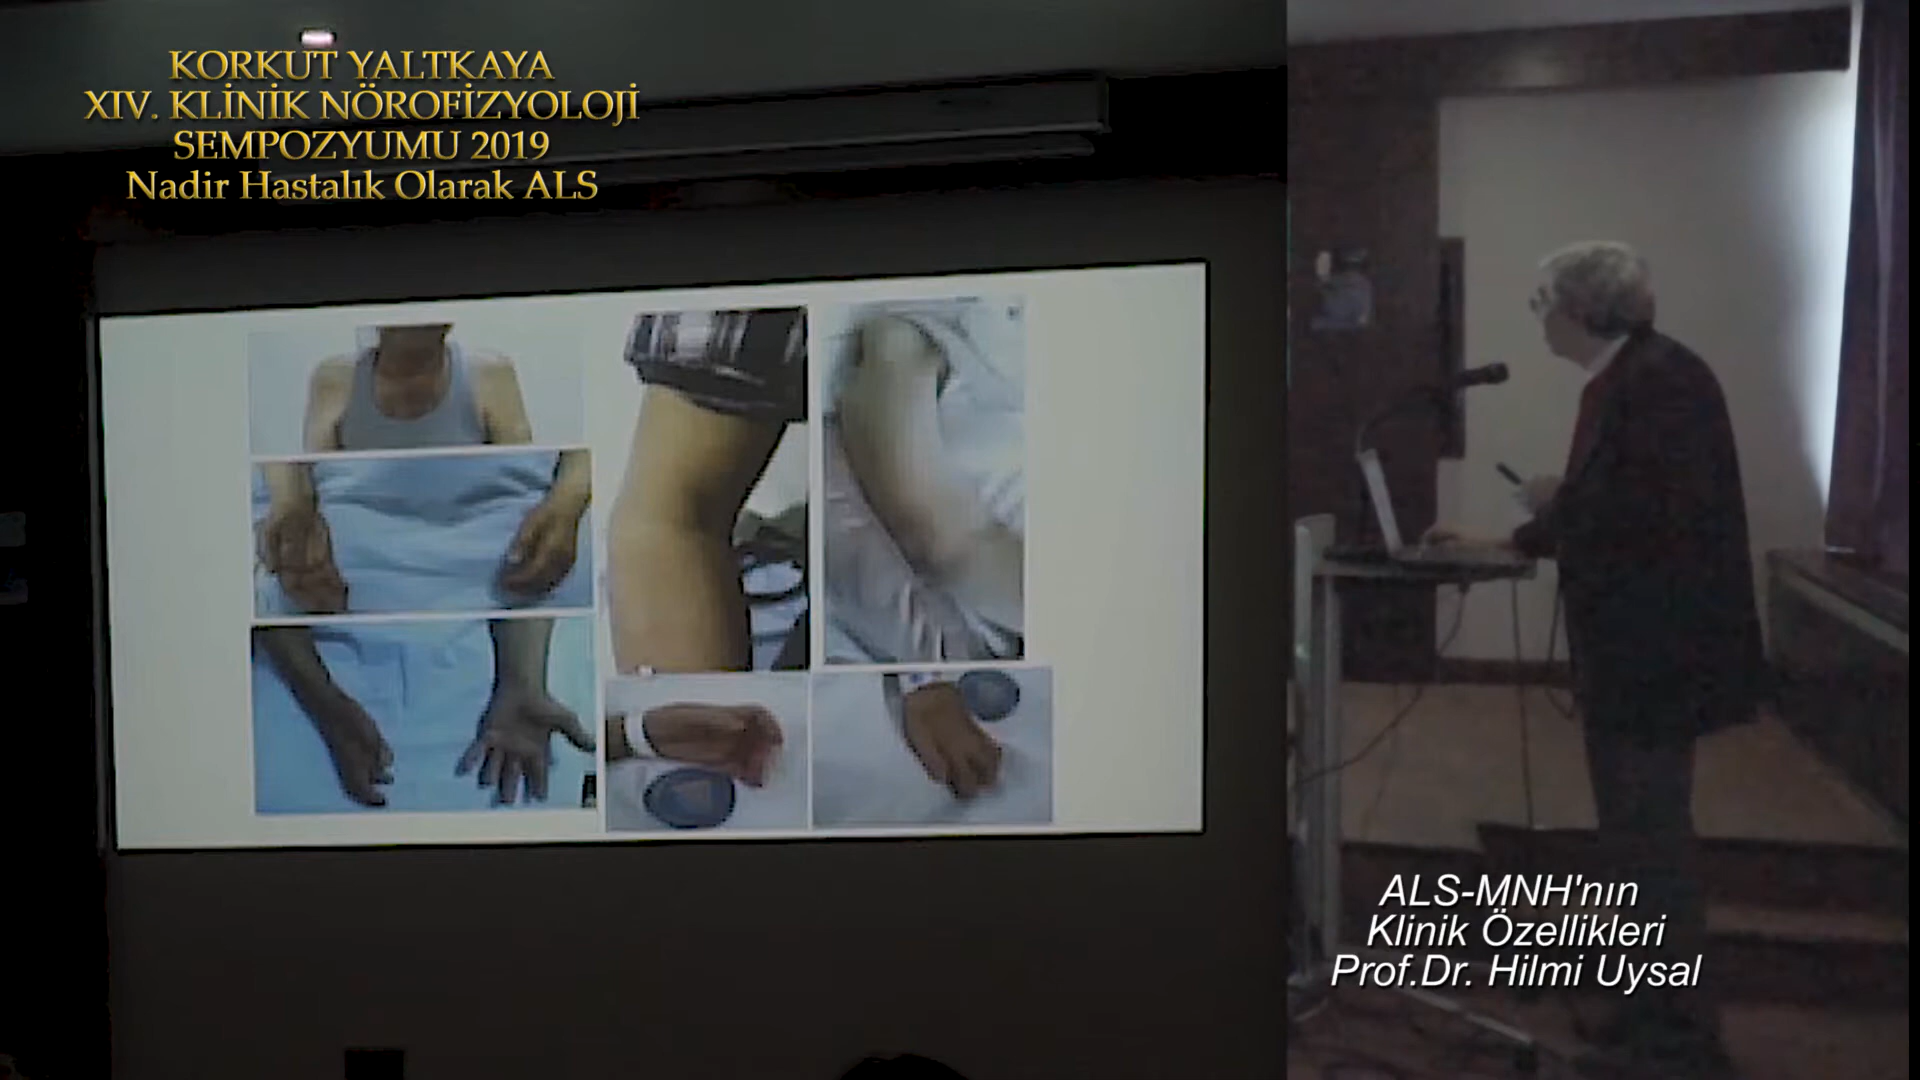 KORKUT YALTKAYA
XIV. KLİNİK NÖROFİZYOLOJİ
SEMPOZYUMU 2019
Nadir Hastalık Olarak ALS
ALS-MNH'nın
Klinik Özellikleri
Prof.Dr. Hilmi Uysal